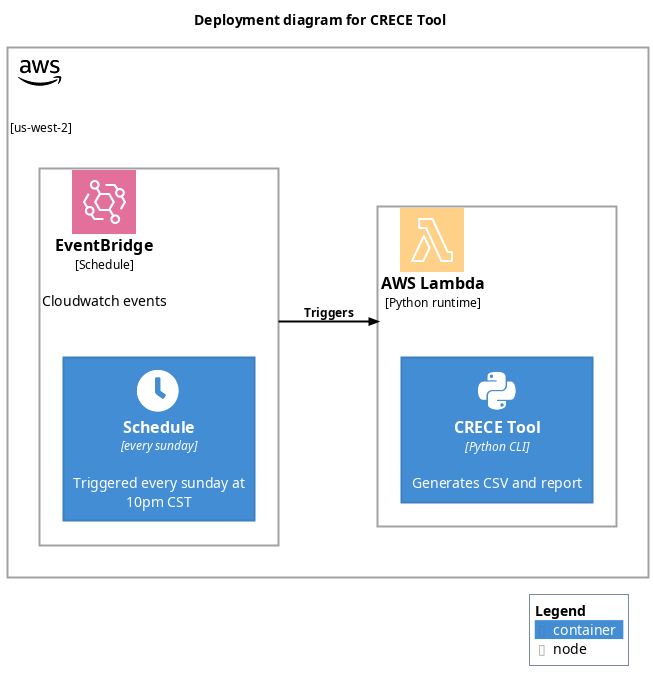 Deployment diagram for CRECE Tool
aws
[us-west-2]
EventBridge
[Schedule]
Cloudwatch events
Schedule
[every sunday]
Triggered every sunday at
10pm CST
Triggers
AWS Lambda
[Python runtime]
CRECE Tool
[Python CLI]
Generates CSV and report
Legend
container
node